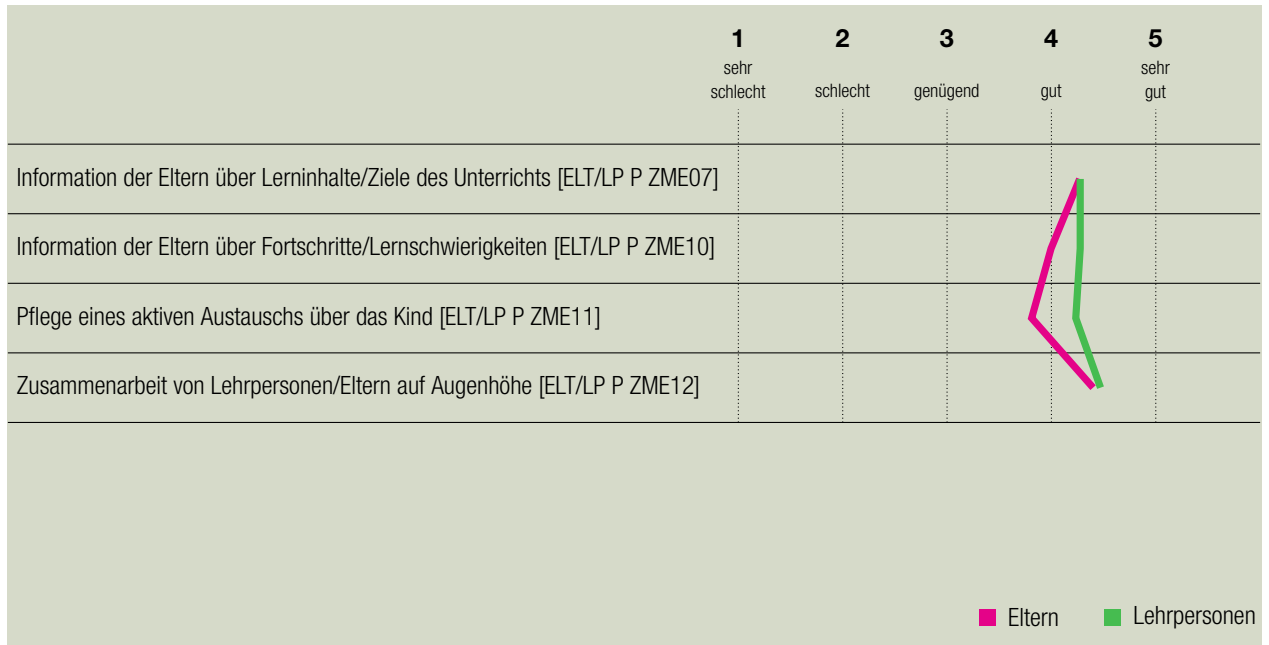 1 2 3 4 5
sehr schlecht schlecht genügend gut sehr gut
Information der Eltern über Lerninhalte/Ziele des Unterrichts [ELT/LP P ZME07]
Information der Eltern über Fortschritte/Lernschwierigkeiten [ELT/LP P ZME10]
Pflege eines aktiven Austauschs über das Kind [ELT/LP P ZME11]
Zusammenarbeit von Lehrpersonen/Eltern auf Augenhöhe [ELT/LP P ZME12]
Eltern Lehrpersonen